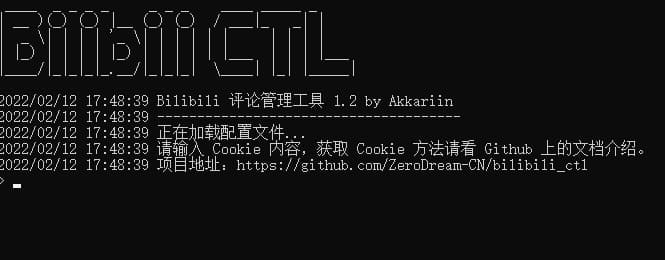 Bilibili CTL
2022/02/12 17:48:39 Bilibili 评论管理工具 1.2 by Akkariin
2022/02/12 17:48:39 --------------------------------------
2022/02/12 17:48:39 正在加载配置文件...
2022/02/12 17:48:39 请输入 Cookie 内容，获取 Cookie 方法请看 Github 上的文档介绍。
2022/02/12 17:48:39 项目地址：https://github.com/ZeroDream-CN/bilibili_ctl
>